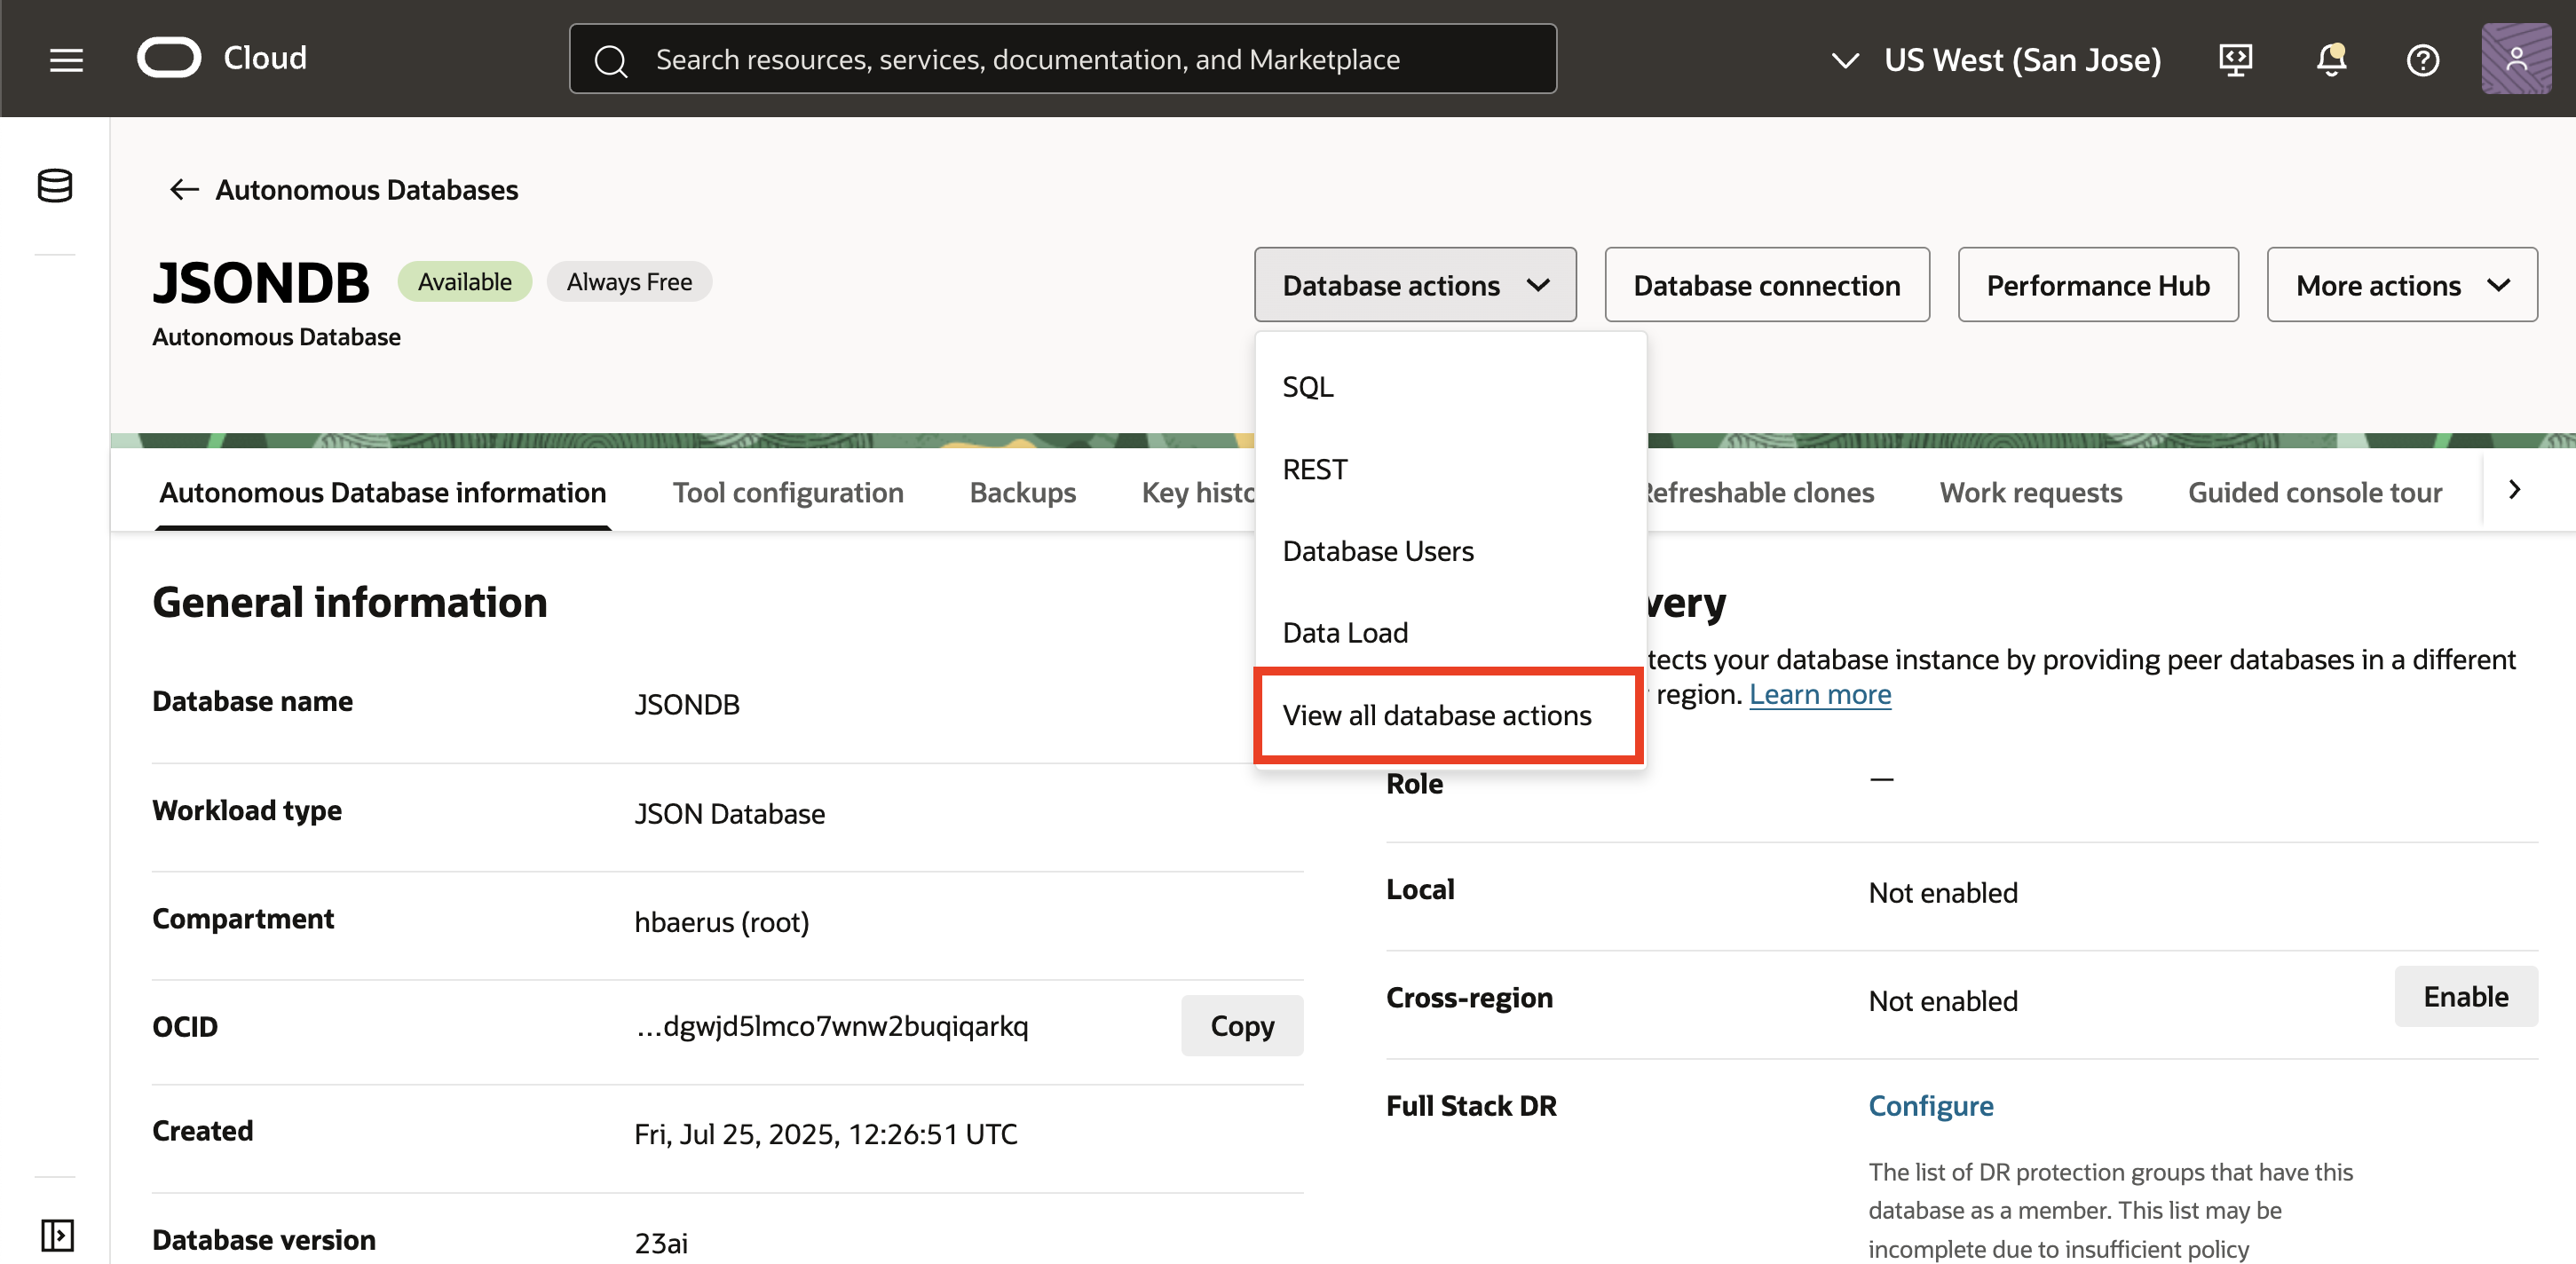 Cloud
Search resources, services, documentation, and Marketplace
US West (San Jose)
Autonomous Databases
JSONDB
Available
Always Free
Autonomous Database
Database actions
Database connection
Performance Hub
More actions
SQL
REST
Database Users
Data Load
View all database actions
Autonomous Database information
Tool configuration
Backups
Key histo
Refreshable clones
Work requests
Guided console tour
General information
Database name
JSONDB
Workload type
JSON Database
Compartment
hbaerus (root)
OCID
...dgwjd5lmco7wnw2buqiqarkq
Copy
Created
Fri, Jul 25, 2025, 12:26:51 UTC
Database version
23ai
very
tects your database instance by providing peer databases in a different
region. Learn more
Role
—
Local
Not enabled
Cross-region
Not enabled
Enable
Full Stack DR
Configure
The list of DR protection groups that have this
database as a member. This list may be
incomplete due to insufficient policy